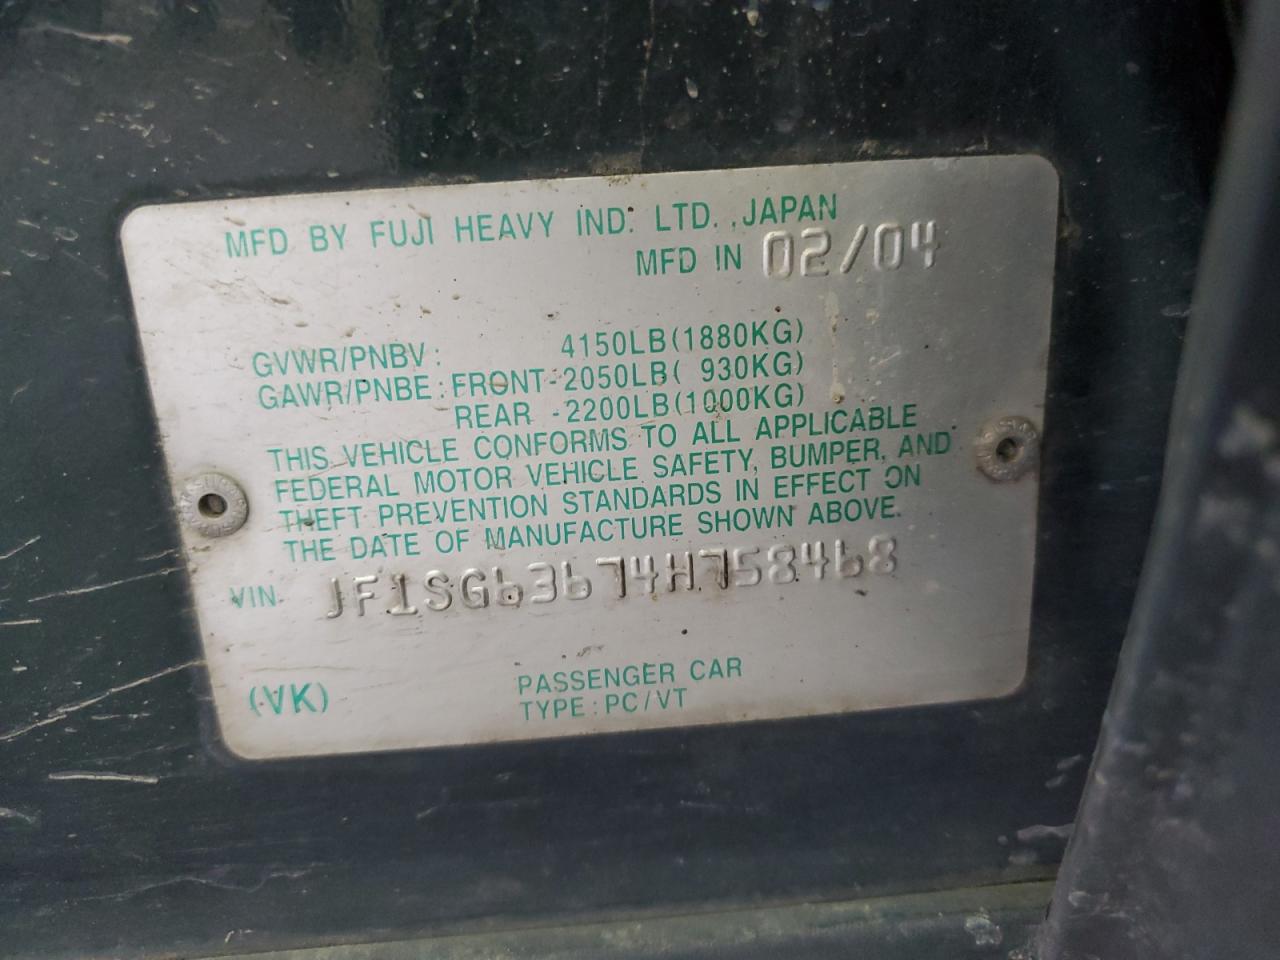 MFD BY FUJI HEAVY IND. LTD., JAPAN
MFD IN 02/04
GVWR/PNBV: 4150LB(1880KG)
GAWR/PNBE: FRONT-2050LB( 930KG)
REAR -2200LB(1000KG)
THIS VEHICLE CONFORMS TO ALL APPLICABLE
FEDERAL MOTOR VEHICLE SAFETY, BUMPER, AND
THEFT PREVENTION STANDARDS IN EFFECT ON
THE DATE OF MANUFACTURE SHOWN ABOVE.
VIN. JF1SG63674H758468
(VK)
PASSENGER CAR
TYPE: PC/VT